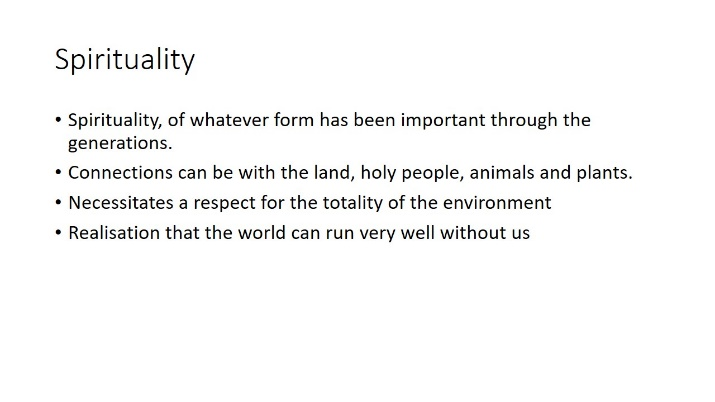 Spirituality
• Spirituality, of whatever form has been important through the
generations.
• Connections can be with the land, holy people, animals and plants.
• Necessitates a respect for the totality of the environment
• Realisation that the world can run very well without us